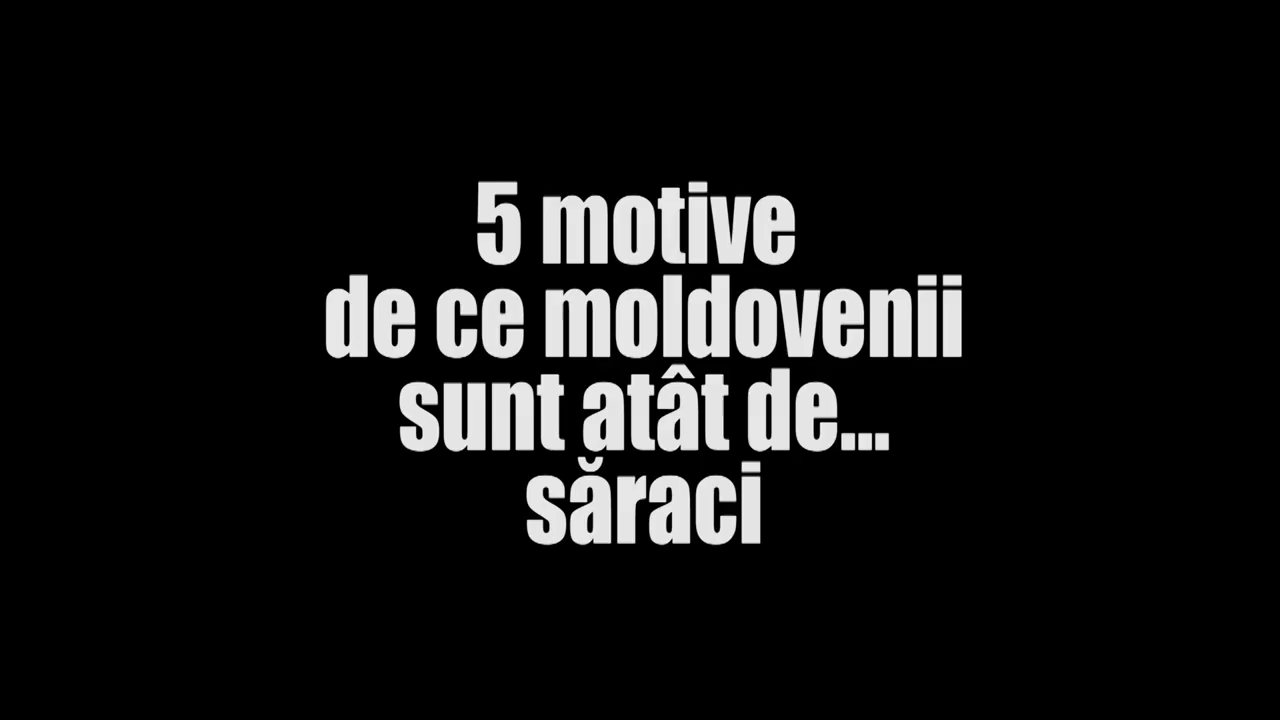 5 motive
de ce moldovenii
sunt atât de...
săraci